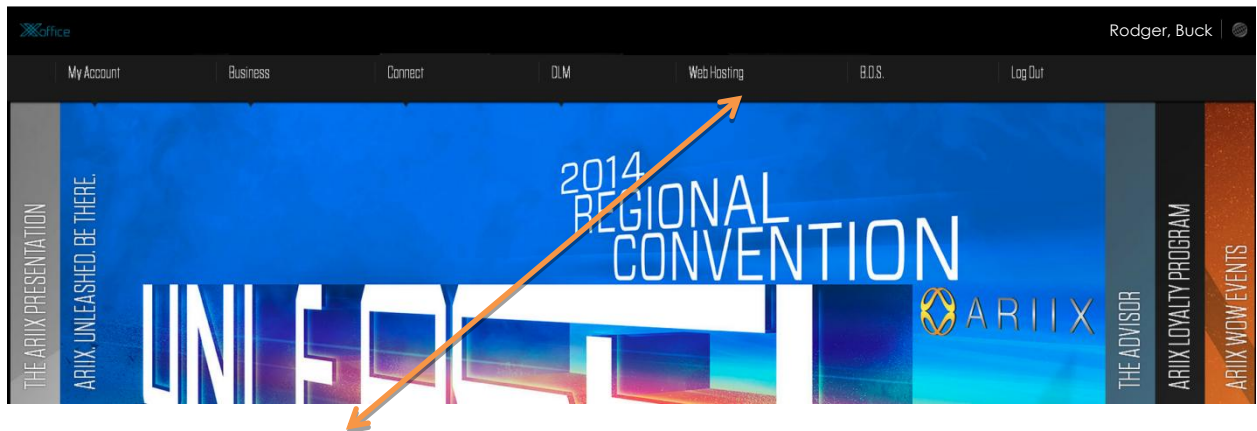 Xoffice
Rodger, Buck
My Account Business Connect DLM Web Hosting B.O.S. Log Out
THE ARIIX PRESENTATION
ARIIX, UNLEASHED. BE THERE.
2014
REGIONAL
CONVENTION
ARIIX
THE ADVISOR
ARIIX LOYALTY PROGRAM
ARIIX WOW EVENTS